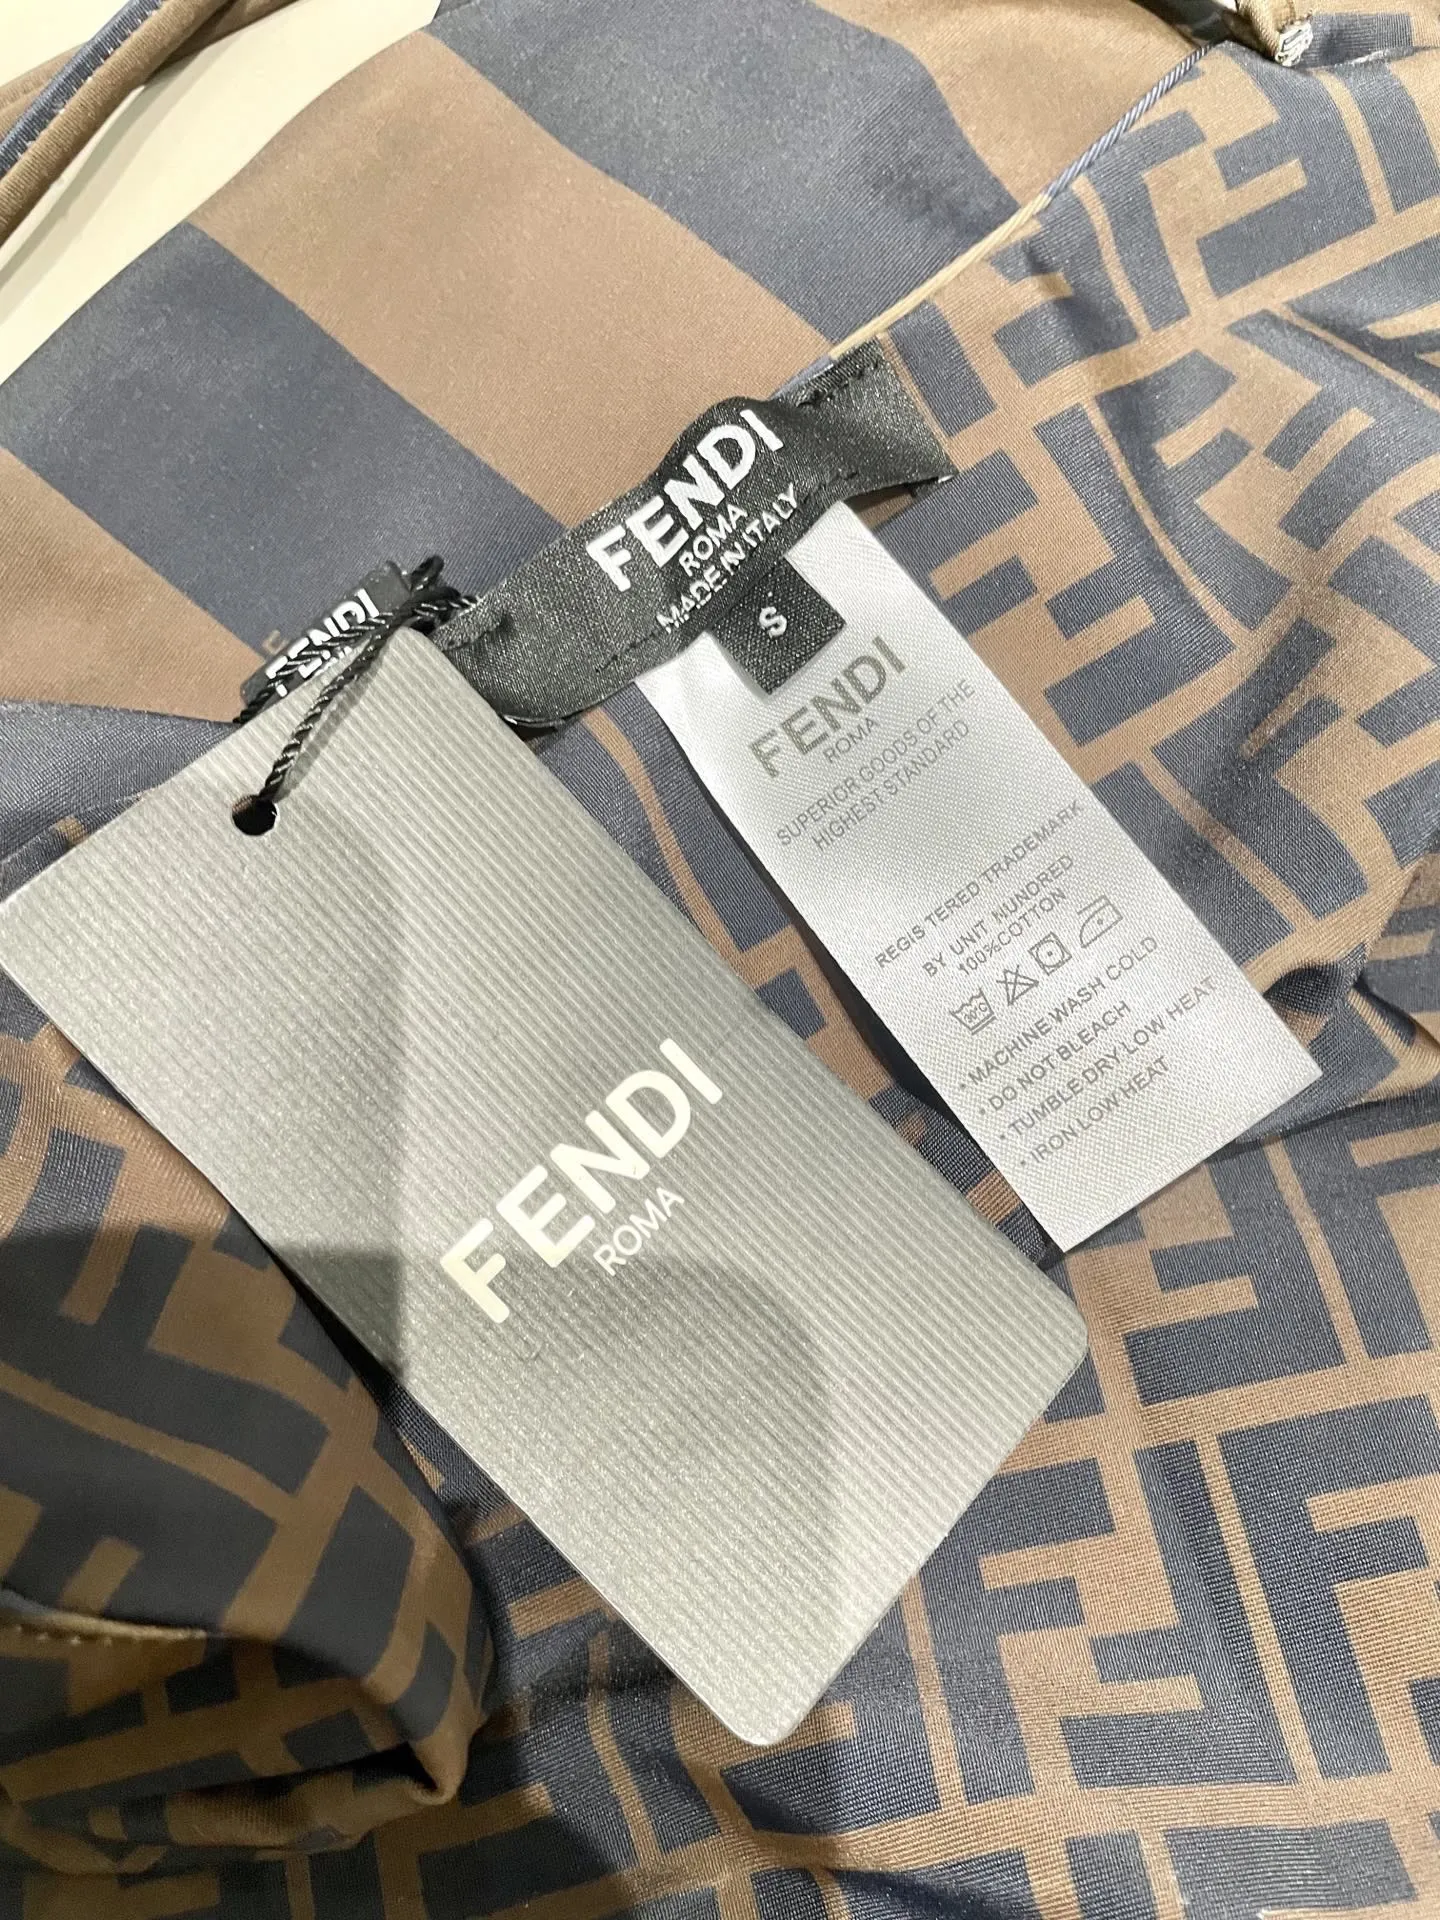 FENDI
ROMA
MADE IN ITALY
S
FENDI
FENDI
ROMA
SUPERIOR GOODS OF THE
HIGHEST STANDARD
REGIS TERED TRADEMARK
BY UNIT HUNDRED
100%COTTON
30°C
• MACHINE WASH COLD
• DO NOT BLEACH
• TUMBLE DRY LOW HEAT
• IRON LOW HEAT
FENDI
ROMA